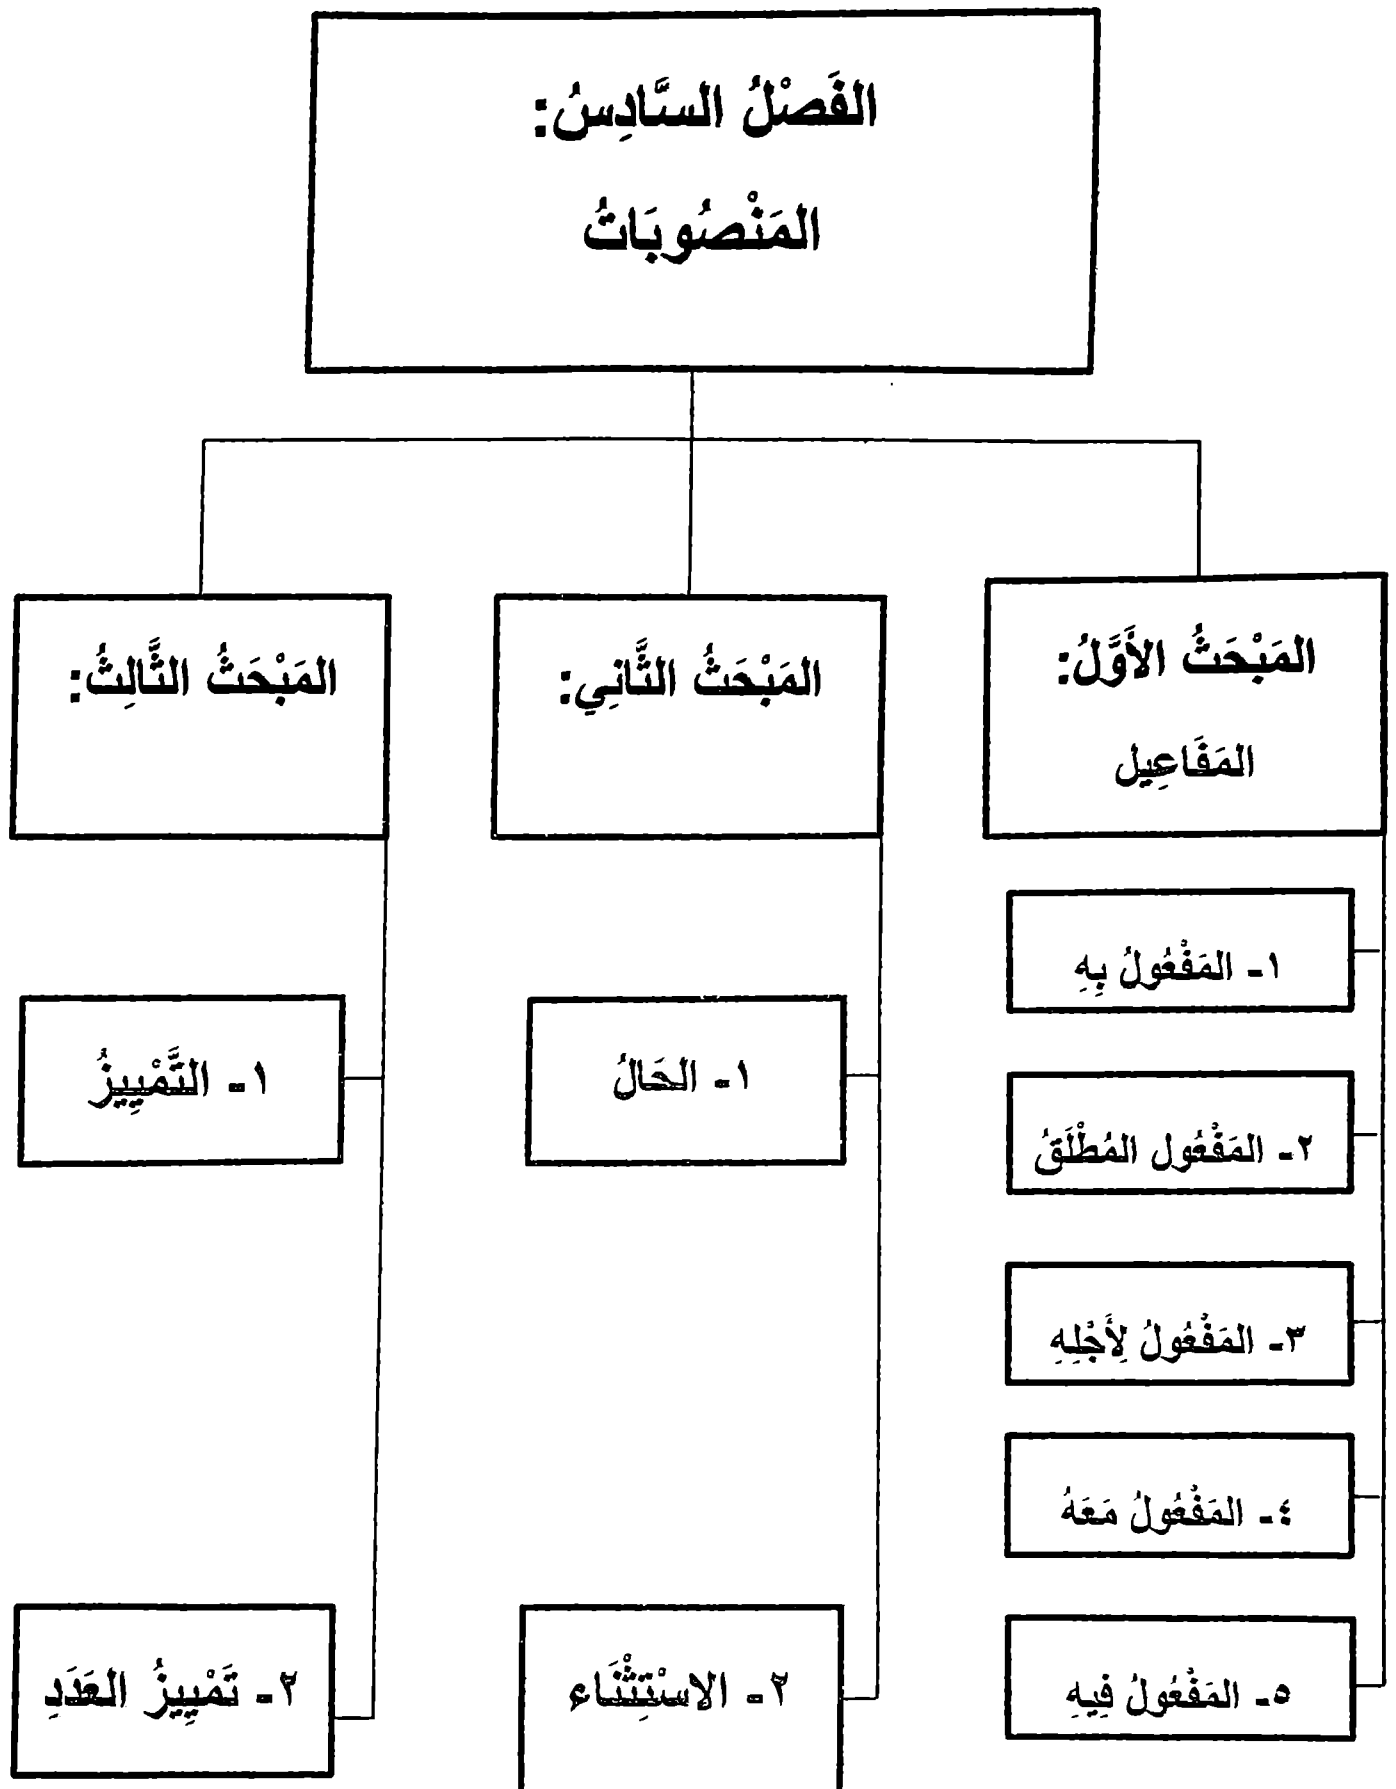 الفَصْلُ السَّادِسُ:
المَنْصُوبَاتُ
المَبْحَثُ الأَوَّلُ:
المَفَاعِيل
١- المَفْعُولُ بِهِ
٢- المَفْعُول المُطْلَقُ
٣- المَفْعُولُ لِأَجْلِهِ
٤- المَفْعُولُ مَعَهُ
٥- المَفْعُولُ فِيهِ
المَبْحَثُ الثَّانِي:
١- الحَالُ
٢- الاسْتِثْنَاء
المَبْحَثُ الثَّالِثُ:
١- التَّمْيِيزُ
٢- تَمْيِيزُ العَدَدِ